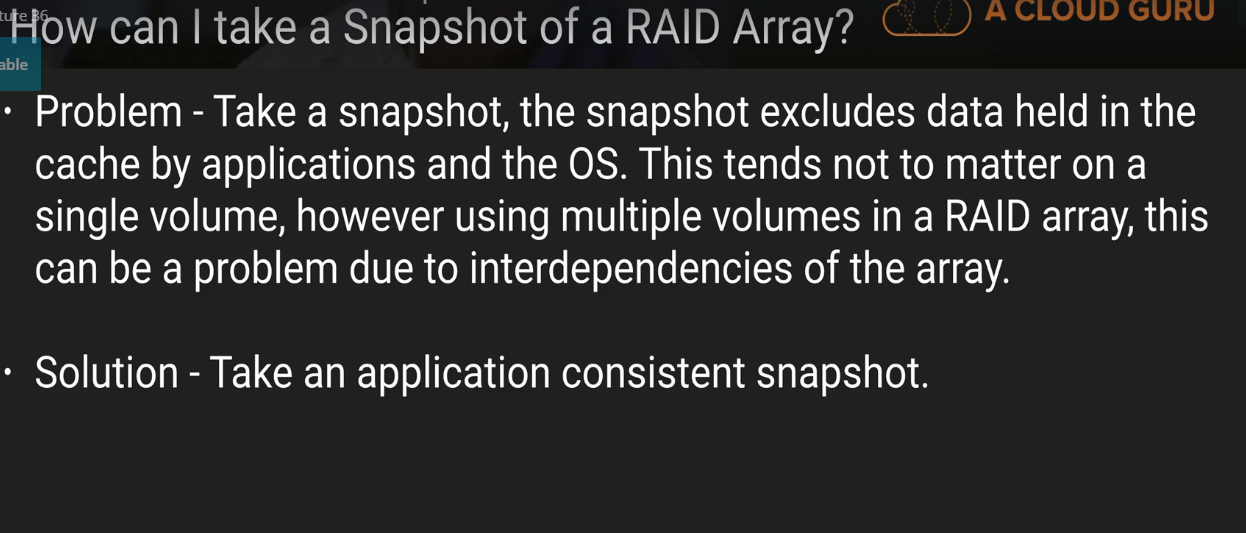 ture 36
How can I take a Snapshot of a RAID Array?
A CLOUD GURU
able
• Problem - Take a snapshot, the snapshot excludes data held in the
cache by applications and the OS. This tends not to matter on a
single volume, however using multiple volumes in a RAID array, this
can be a problem due to interdependencies of the array.
• Solution - Take an application consistent snapshot.